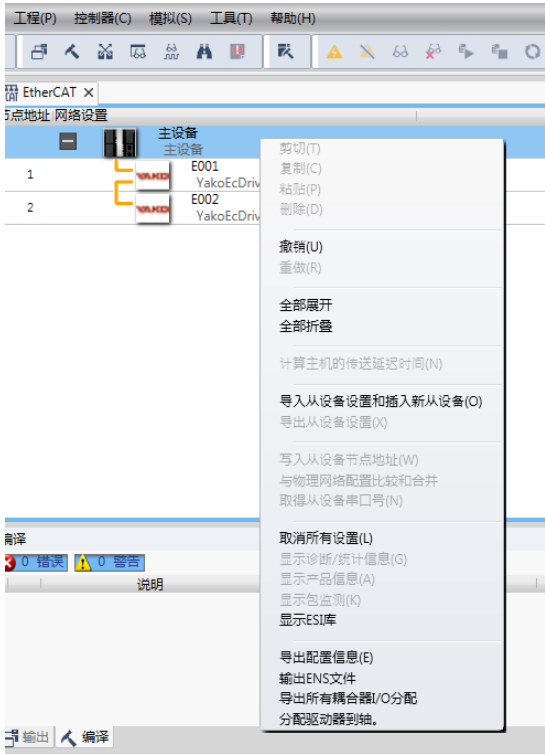 工程(P) 控制器(C) 模拟(S) 工具(T) 帮助(H)
EtherCAT
节点地址 网络设置
主设备
主设备
1
YAKO
E001
YakoEcDriv
2
YAKO
E002
YakoEcDriv
剪切(T)
复制(C)
粘贴(P)
删除(D)
撤销(U)
重做(R)
全部展开
全部折叠
计算主机的传送延迟时间(N)
导入从设备设置和插入新从设备(O)
导出从设备设置(X)
写入从设备节点地址(W)
与物理网络配置比较和合并
取得从设备串口号(N)
取消所有设置(L)
显示诊断/统计信息(G)
显示产品信息(A)
显示包监测(K)
显示ESI库
导出配置信息(E)
输出ENS文件
导出所有耦合器I/O分配
分配驱动器到轴。
编译
0 错误 0 警告
说明
输出 编译